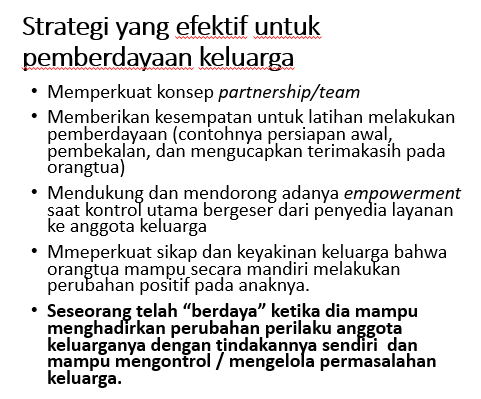 Strategi yang efektif untuk
pemberdayaan keluarga
• Memperkuat konsep partnership/team
• Memberikan kesempatan untuk latihan melakukan
pemberdayaan (contohnya persiapan awal,
pembekalan, dan mengucapkan terimakasih pada
orangtua)
• Mendukung dan mendorong adanya empowerment
saat kontrol utama bergeser dari penyedia layanan
ke anggota keluarga
• Mmeperkuat sikap dan keyakinan keluarga bahwa
orangtua mampu secara mandiri melakukan
perubahan positif pada anaknya.
• Seseorang telah “berdaya” ketika dia mampu
menghadirkan perubahan perilaku anggota
keluarganya dengan tindakannya sendiri dan
mampu mengontrol / mengelola permasalahan
keluarga.